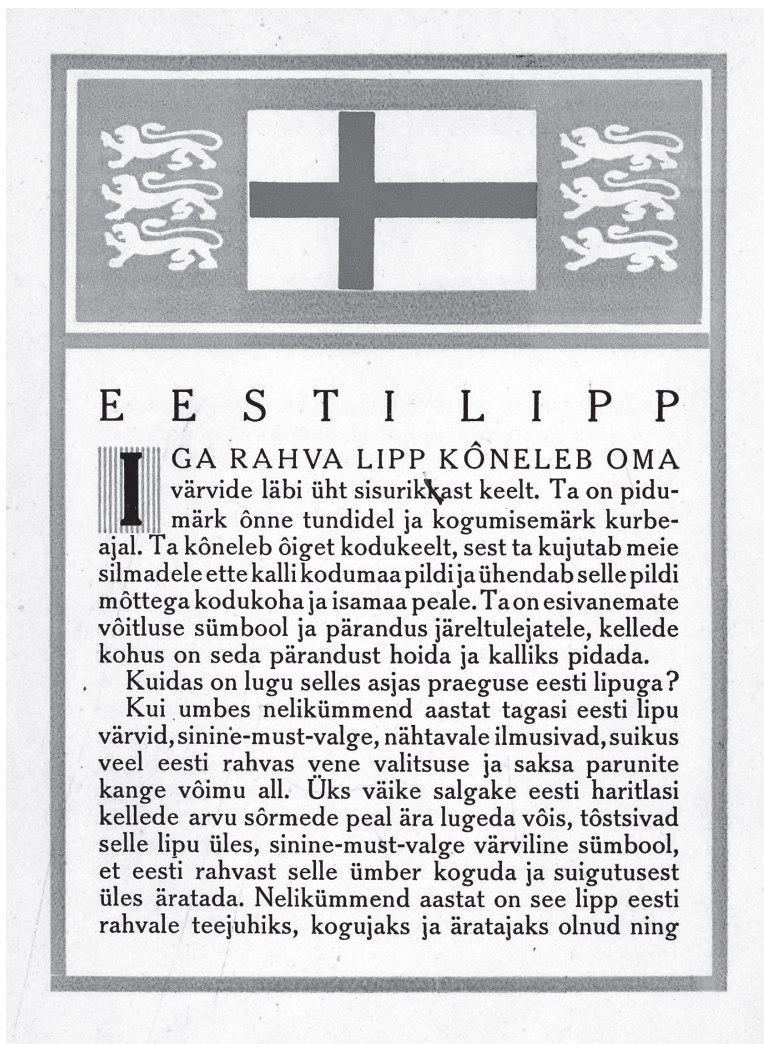 EESTI LIPP
IGA RAHVA LIPP KÔNELEB OMA
värvide läbi üht sisurikkast keelt. Ta on pidu-
märk ônne tundidel ja kogumisemärk kurbe-
ajal. Ta kôneleb ôiget kodukeelt, sest ta kujutab meie
silmadele ette kalli kodumaa pildi ja ühendab selle pildi
môttega kodukoha ja isamaa peale. Ta on esivanemate
vôitluse sümbool ja pärandus järeltulejatele, kellede
kohus on seda pärandust hoida ja kalliks pidada.
Kuidas on lugu selles asjas praeguse eesti lipuga?
Kui umbes nelikümmend aastat tagasi eesti lipu
värvid, sinine-must-valge, nähtavale ilmusivad, suikus
veel eesti rahvas vene valitsuse ja saksa parunite
kange vôimu all. Üks väike salgake eesti haritlasi
kellede arvu sôrmede peal ära lugeda vôis, tôstsivad
selle lipu üles, sinine-must-valge värviline sümbool,
et eesti rahvast selle ümber koguda ja suigutusest
üles äratada. Nelikümmend aastat on see lipp eesti
rahvale teejuhiks, kogujaks ja äratajaks olnud ning